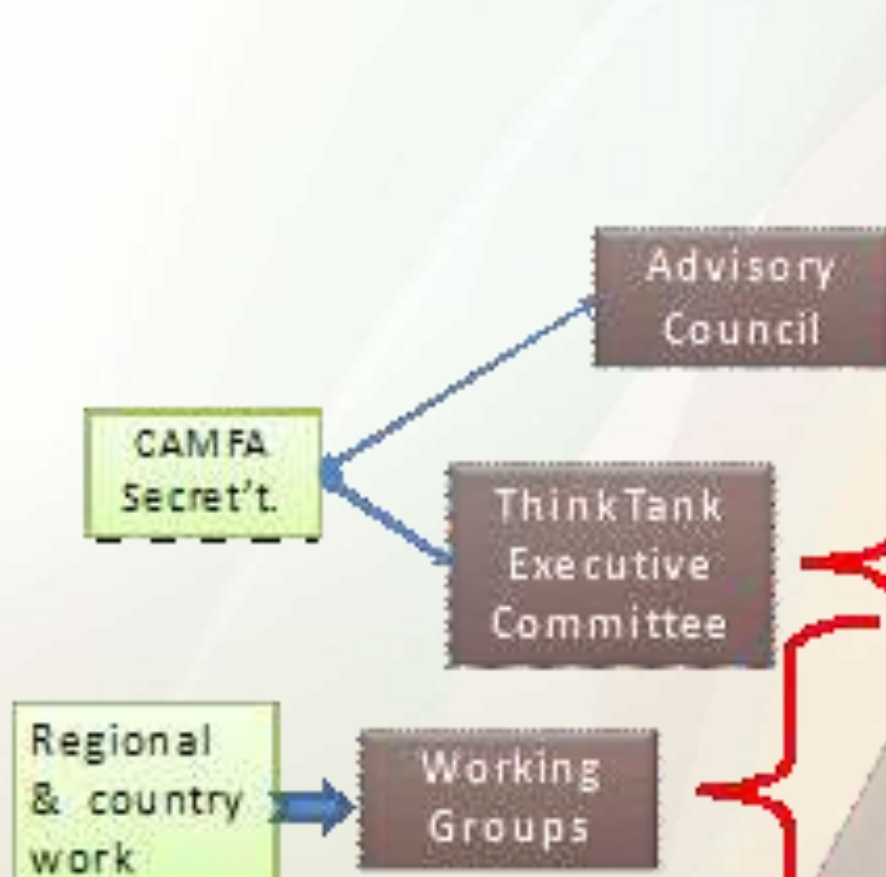 Advisory
Council
CAMFA
Secret't.
ThinkTank
Executive
Committee
Regional
& country
work
Working
Groups